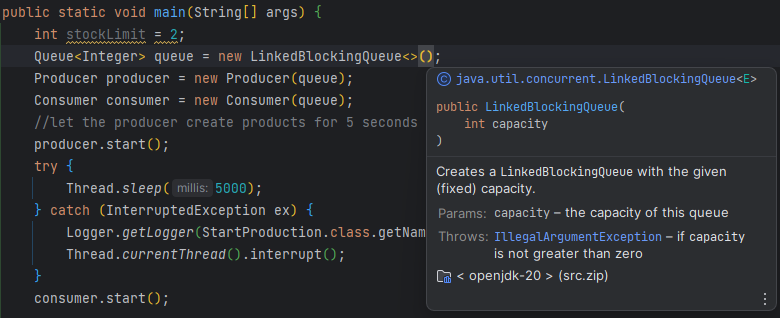 public static void main(String[] args) {
int stockLimit = 2;
Queue<Integer> queue = new LinkedBlockingQueue<>();
Producer producer = new Producer(queue);
Consumer consumer = new Consumer(queue);
//let the producer create products for 5 seconds
producer.start();
try {
Thread.sleep( millis: 5000);
} catch (InterruptedException ex) {
Logger.getLogger(StartProduction.class.getNam
Thread.currentThread().interrupt();
}
consumer.start();
java.util.concurrent.LinkedBlockingQueue<E>
public LinkedBlockingQueue(
int capacity
)
Creates a LinkedBlockingQueue with the given
(fixed) capacity.
Params: capacity – the capacity of this queue
Throws: IllegalArgumentException – if capacity
is not greater than zero
< openjdk-20 > (src.zip)